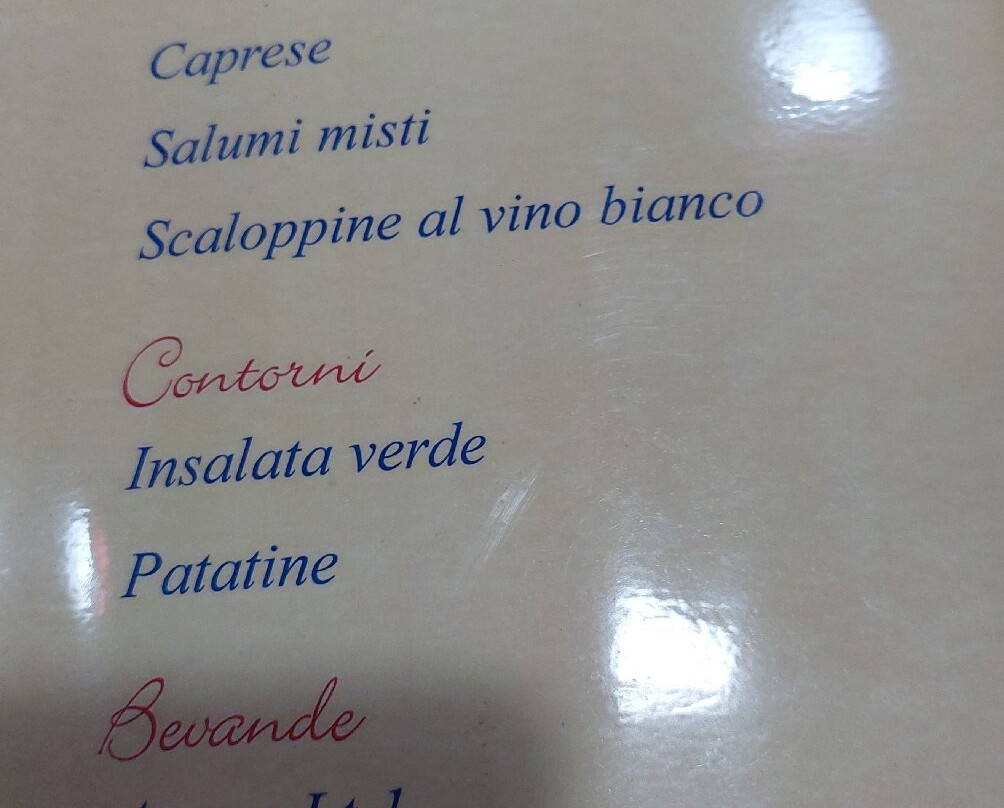 Caprese
Salumi misti
Scaloppine al vino bianco
Contorni
Insalata verde
Patatine
Bevande